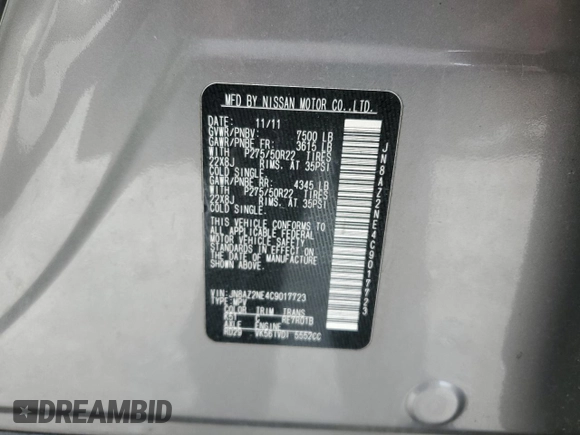 MFD BY NISSAN MOTOR CO.,LTD.
DATE: 11/11
GVWR/PNBV: 7500 LB
GAWR/PNBE FR: 3615 LB
WITH P275/50R22 TIRES
22X8J RIMS, AT 35PSI
COLD SINGLE.
GAWR/PNBE RR: 4345 LB
WITH P275/50R22, TIRES
22X8J RIMS, AT 35PSI
COLD SINGLE.
THIS VEHICLE CONFORMS TO
ALL APPLICABLE FEDERAL
MOTOR VEHICLE SAFETY
STANDARDS IN EFFECT ON
THE DATE OF MANUFACTURE
SHOWN ABOVE.
VIN: JN8AZ2NE4C9017723
TYPE: MPV
COLOR TRIM TRANS
RE7R01B
AXLE ENGINE
VK56(VD) 5552CC
JN8AZ2NE4C9017723
DREAMBID